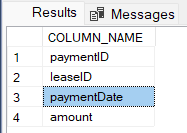 Results Messages
COLUMN_NAME
1 paymentID
2 leaseID
3 paymentDate
4 amount